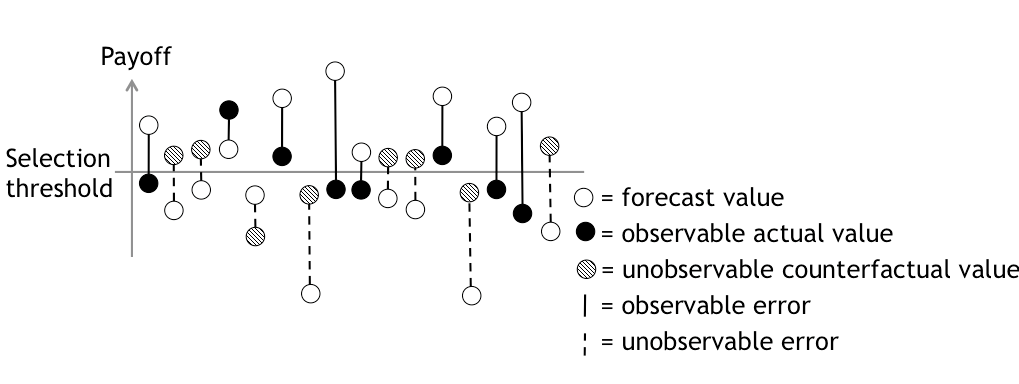 Payoff
Selection
threshold
= forecast value
= observable actual value
= unobservable counterfactual value
= observable error
= unobservable error